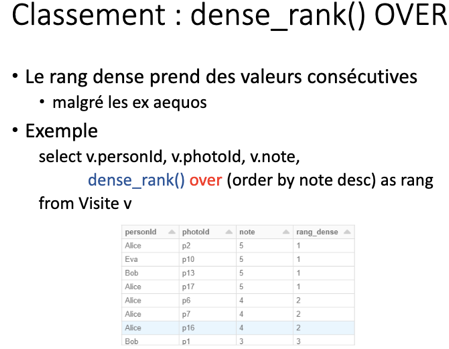 Classement : dense_rank() OVER
• Le rang dense prend des valeurs consécutives
• malgré les ex aequos
• Exemple
select v.personId, v.photoId, v.note,
dense_rank() over (order by note desc) as rang
from Visite v
personId photoId note rang_dense
Alice p2 5 1
Eva p10 5 1
Bob p13 5 1
Alice p17 5 1
Alice p6 4 2
Alice p7 4 2
Alice p16 4 2
Bob p1 3 3